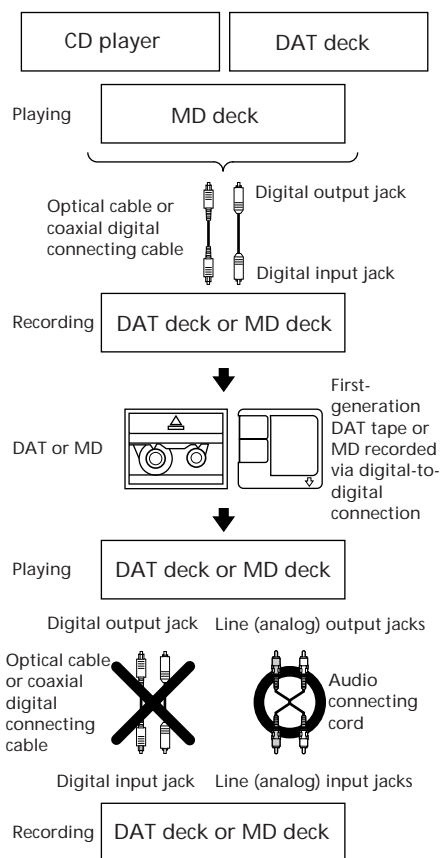 CD player
DAT deck
Playing
MD deck
Optical cable or
coaxial digital
connecting cable
Digital output jack
Digital input jack
Recording
DAT deck or MD deck
DAT or MD
First-
generation
DAT tape or
MD recorded
via digital-to-
digital
connection
Playing
DAT deck or MD deck
Digital output jack
Line (analog) output jacks
Optical cable
or coaxial
digital
connecting
cable
Audio
connecting
cord
Digital input jack
Line (analog) input jacks
Recording
DAT deck or MD deck